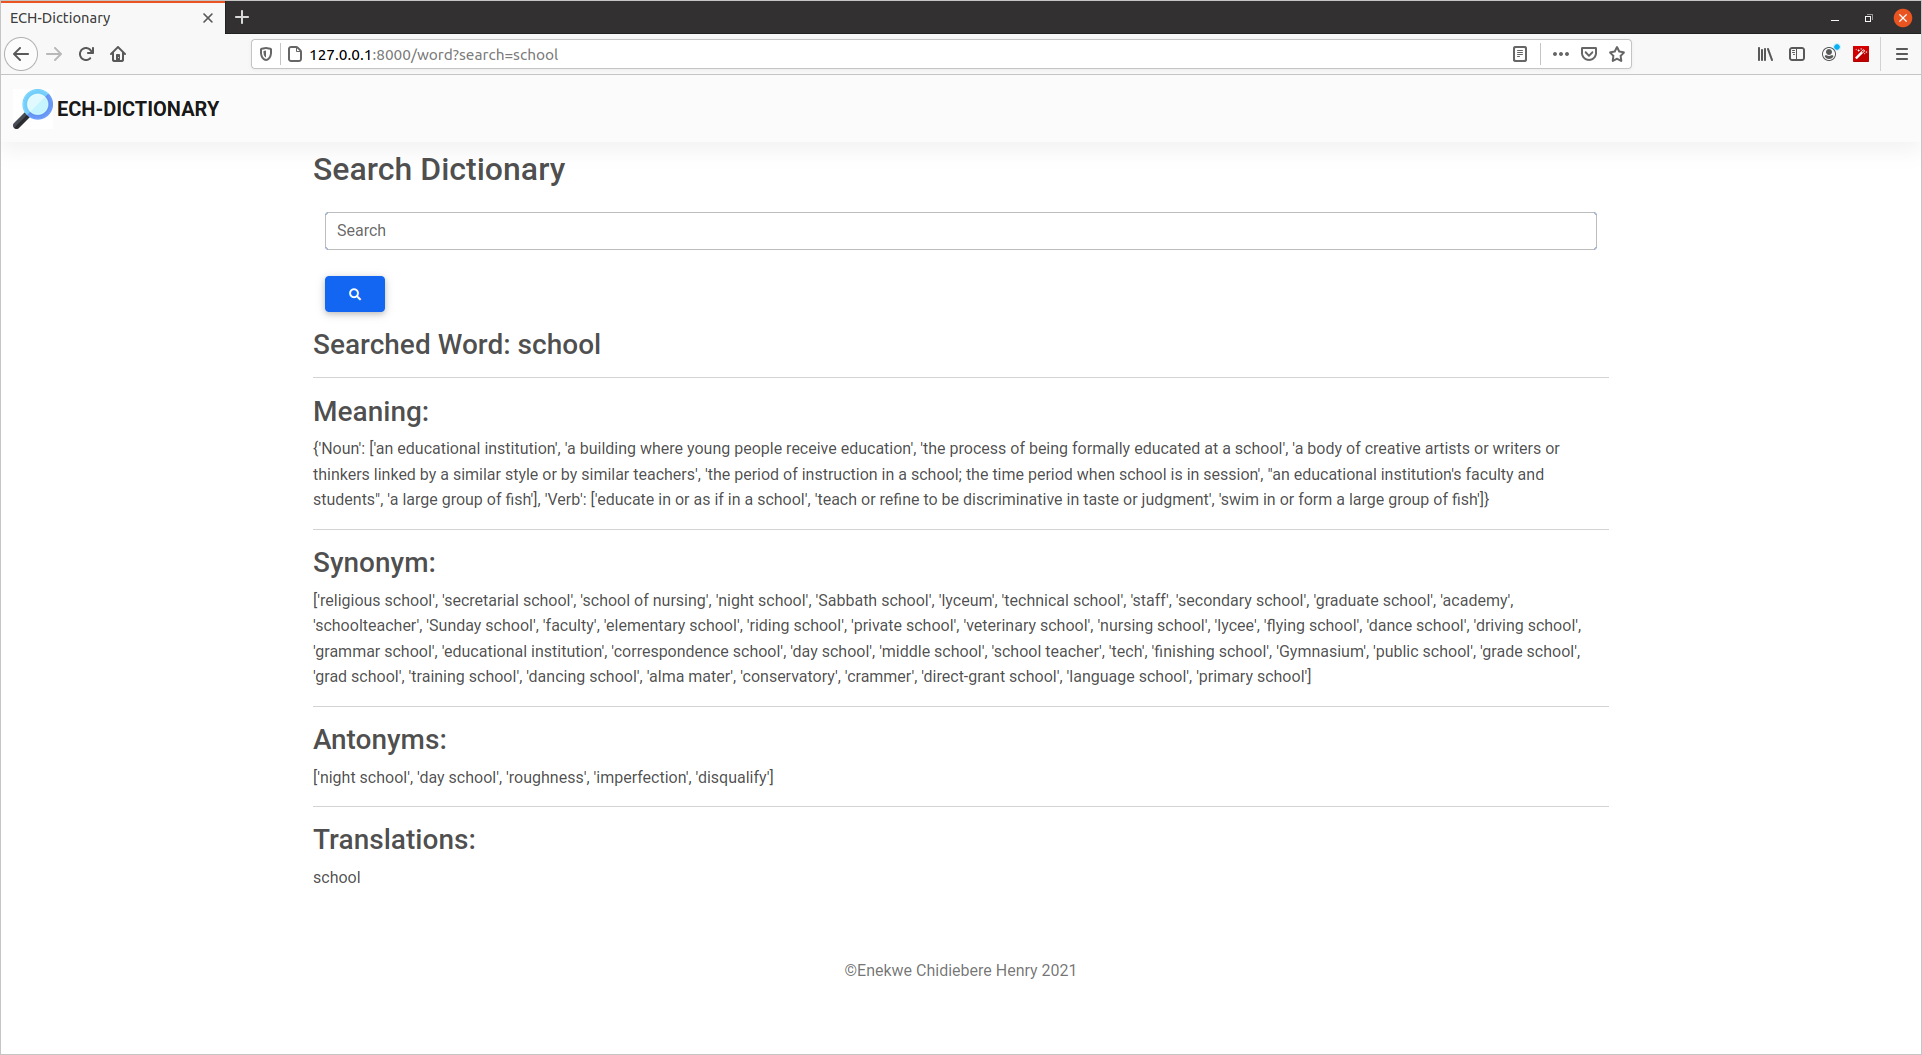 ECH-Dictionary
127.0.0.1:8000/word?search=school
ECH-DICTIONARY
Search Dictionary
Search
Searched Word: school
Meaning:
{'Noun': ['an educational institution', 'a building where young people receive education', 'the process of being formally educated at a school', 'a body of creative artists or writers or
thinkers linked by a similar style or by similar teachers', 'the period of instruction in a school; the time period when school is in session', "an educational institution's faculty and
students", 'a large group of fish'], 'Verb': ['educate in or as if in a school', 'teach or refine to be discriminative in taste or judgment', 'swim in or form a large group of fish']}
Synonym:
['religious school', 'secretarial school', 'school of nursing', 'night school', 'Sabbath school', 'lyceum', 'technical school', 'staff', 'secondary school', 'graduate school', 'academy',
'schoolteacher', 'Sunday school', 'faculty', 'elementary school', 'riding school', 'private school', 'veterinary school', 'nursing school', 'lycee', 'flying school', 'dance school', 'driving school',
'grammar school', 'educational institution', 'correspondence school', 'day school', 'middle school', 'school teacher', 'tech', 'finishing school', 'Gymnasium', 'public school', 'grade school',
'grad school', 'training school', 'dancing school', 'alma mater', 'conservatory', 'crammer', 'direct-grant school', 'language school', 'primary school']
Antonyms:
['night school', 'day school', 'roughness', 'imperfection', 'disqualify']
Translations:
school
©Enekwe Chidiebere Henry 2021